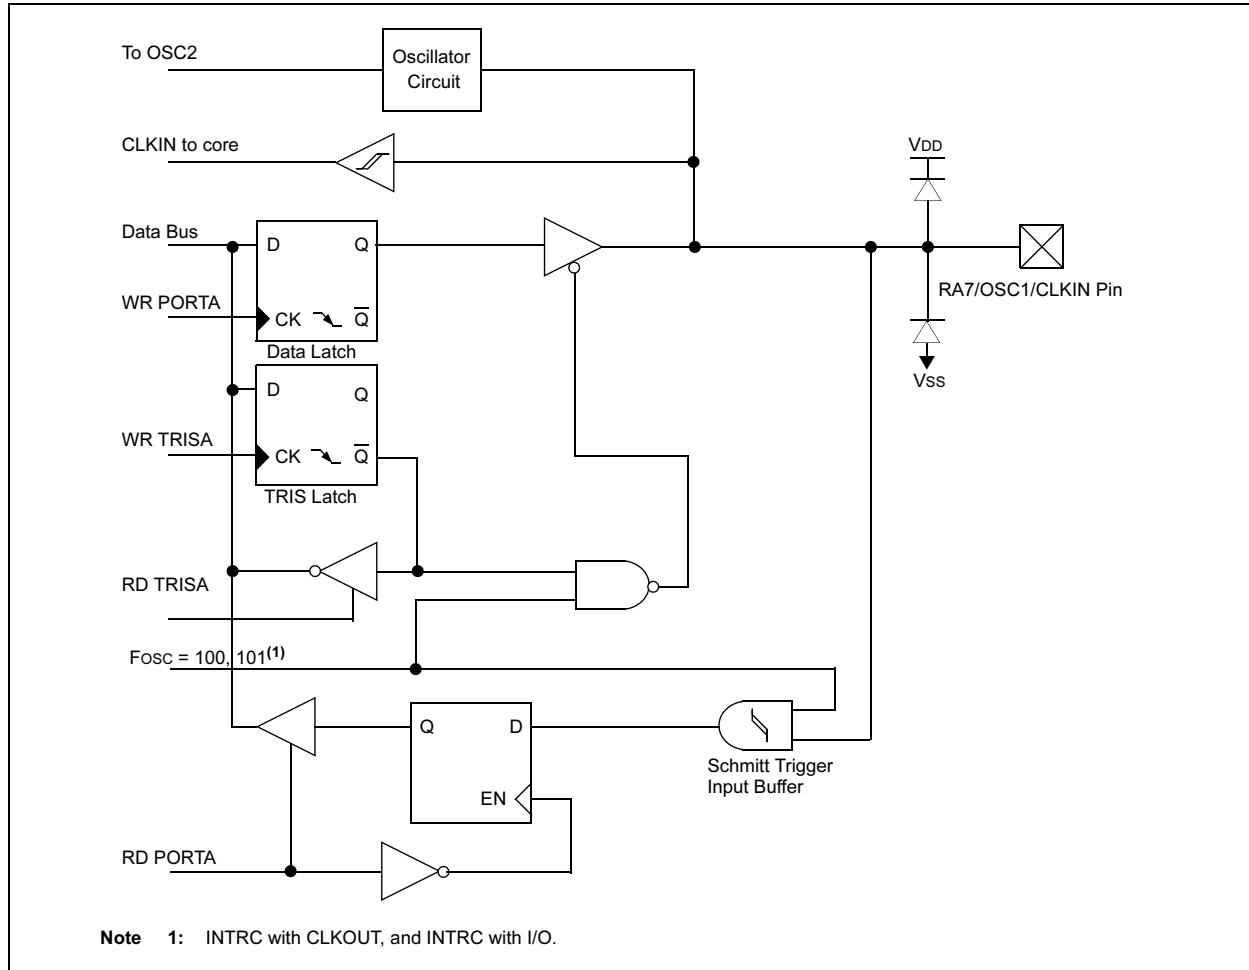 To OSC2
Oscillator
Circuit
CLKIN to core
VDD
Data Bus
D
Q
RA7/OSC1/CLKIN Pin
WR PORTA
CK
Q̅
Data Latch
VSS
D
Q
WR TRISA
CK
Q̅
TRIS Latch
RD TRISA
FOSC = 100, 101(1)
Q
D
Schmitt Trigger
Input Buffer
EN
RD PORTA
Note 1: INTRC with CLKOUT, and INTRC with I/O.